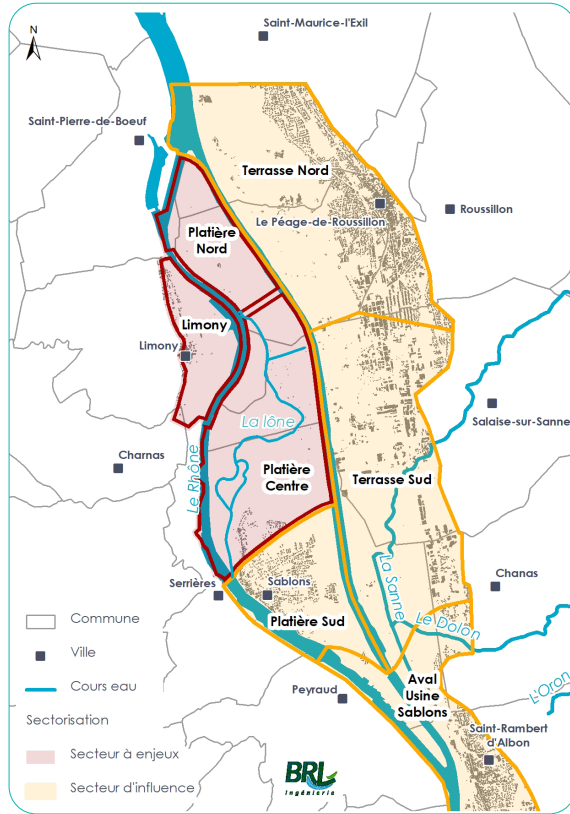 N
Saint-Maurice-l'Exil
Saint-Pierre-de-Boeuf
Terrasse Nord
Le Péage-de-Roussillon
Roussillon
Platière
Nord
Limony
Limony
Salaise-sur-Sanne
La lône
Charnas
Le Rhône
Platière
Centre
Terrasse Sud
La Sanne
Serrières
Sablons
Chanas
Platière Sud
Le Dolon
Peyraud
Aval
Usine
Sablons
L'Oron
Saint-Rambert
d'Albon
Commune
Ville
Cours eau
Sectorisation
Secteur à enjeux
Secteur d'influence
BRL
Ingénierie